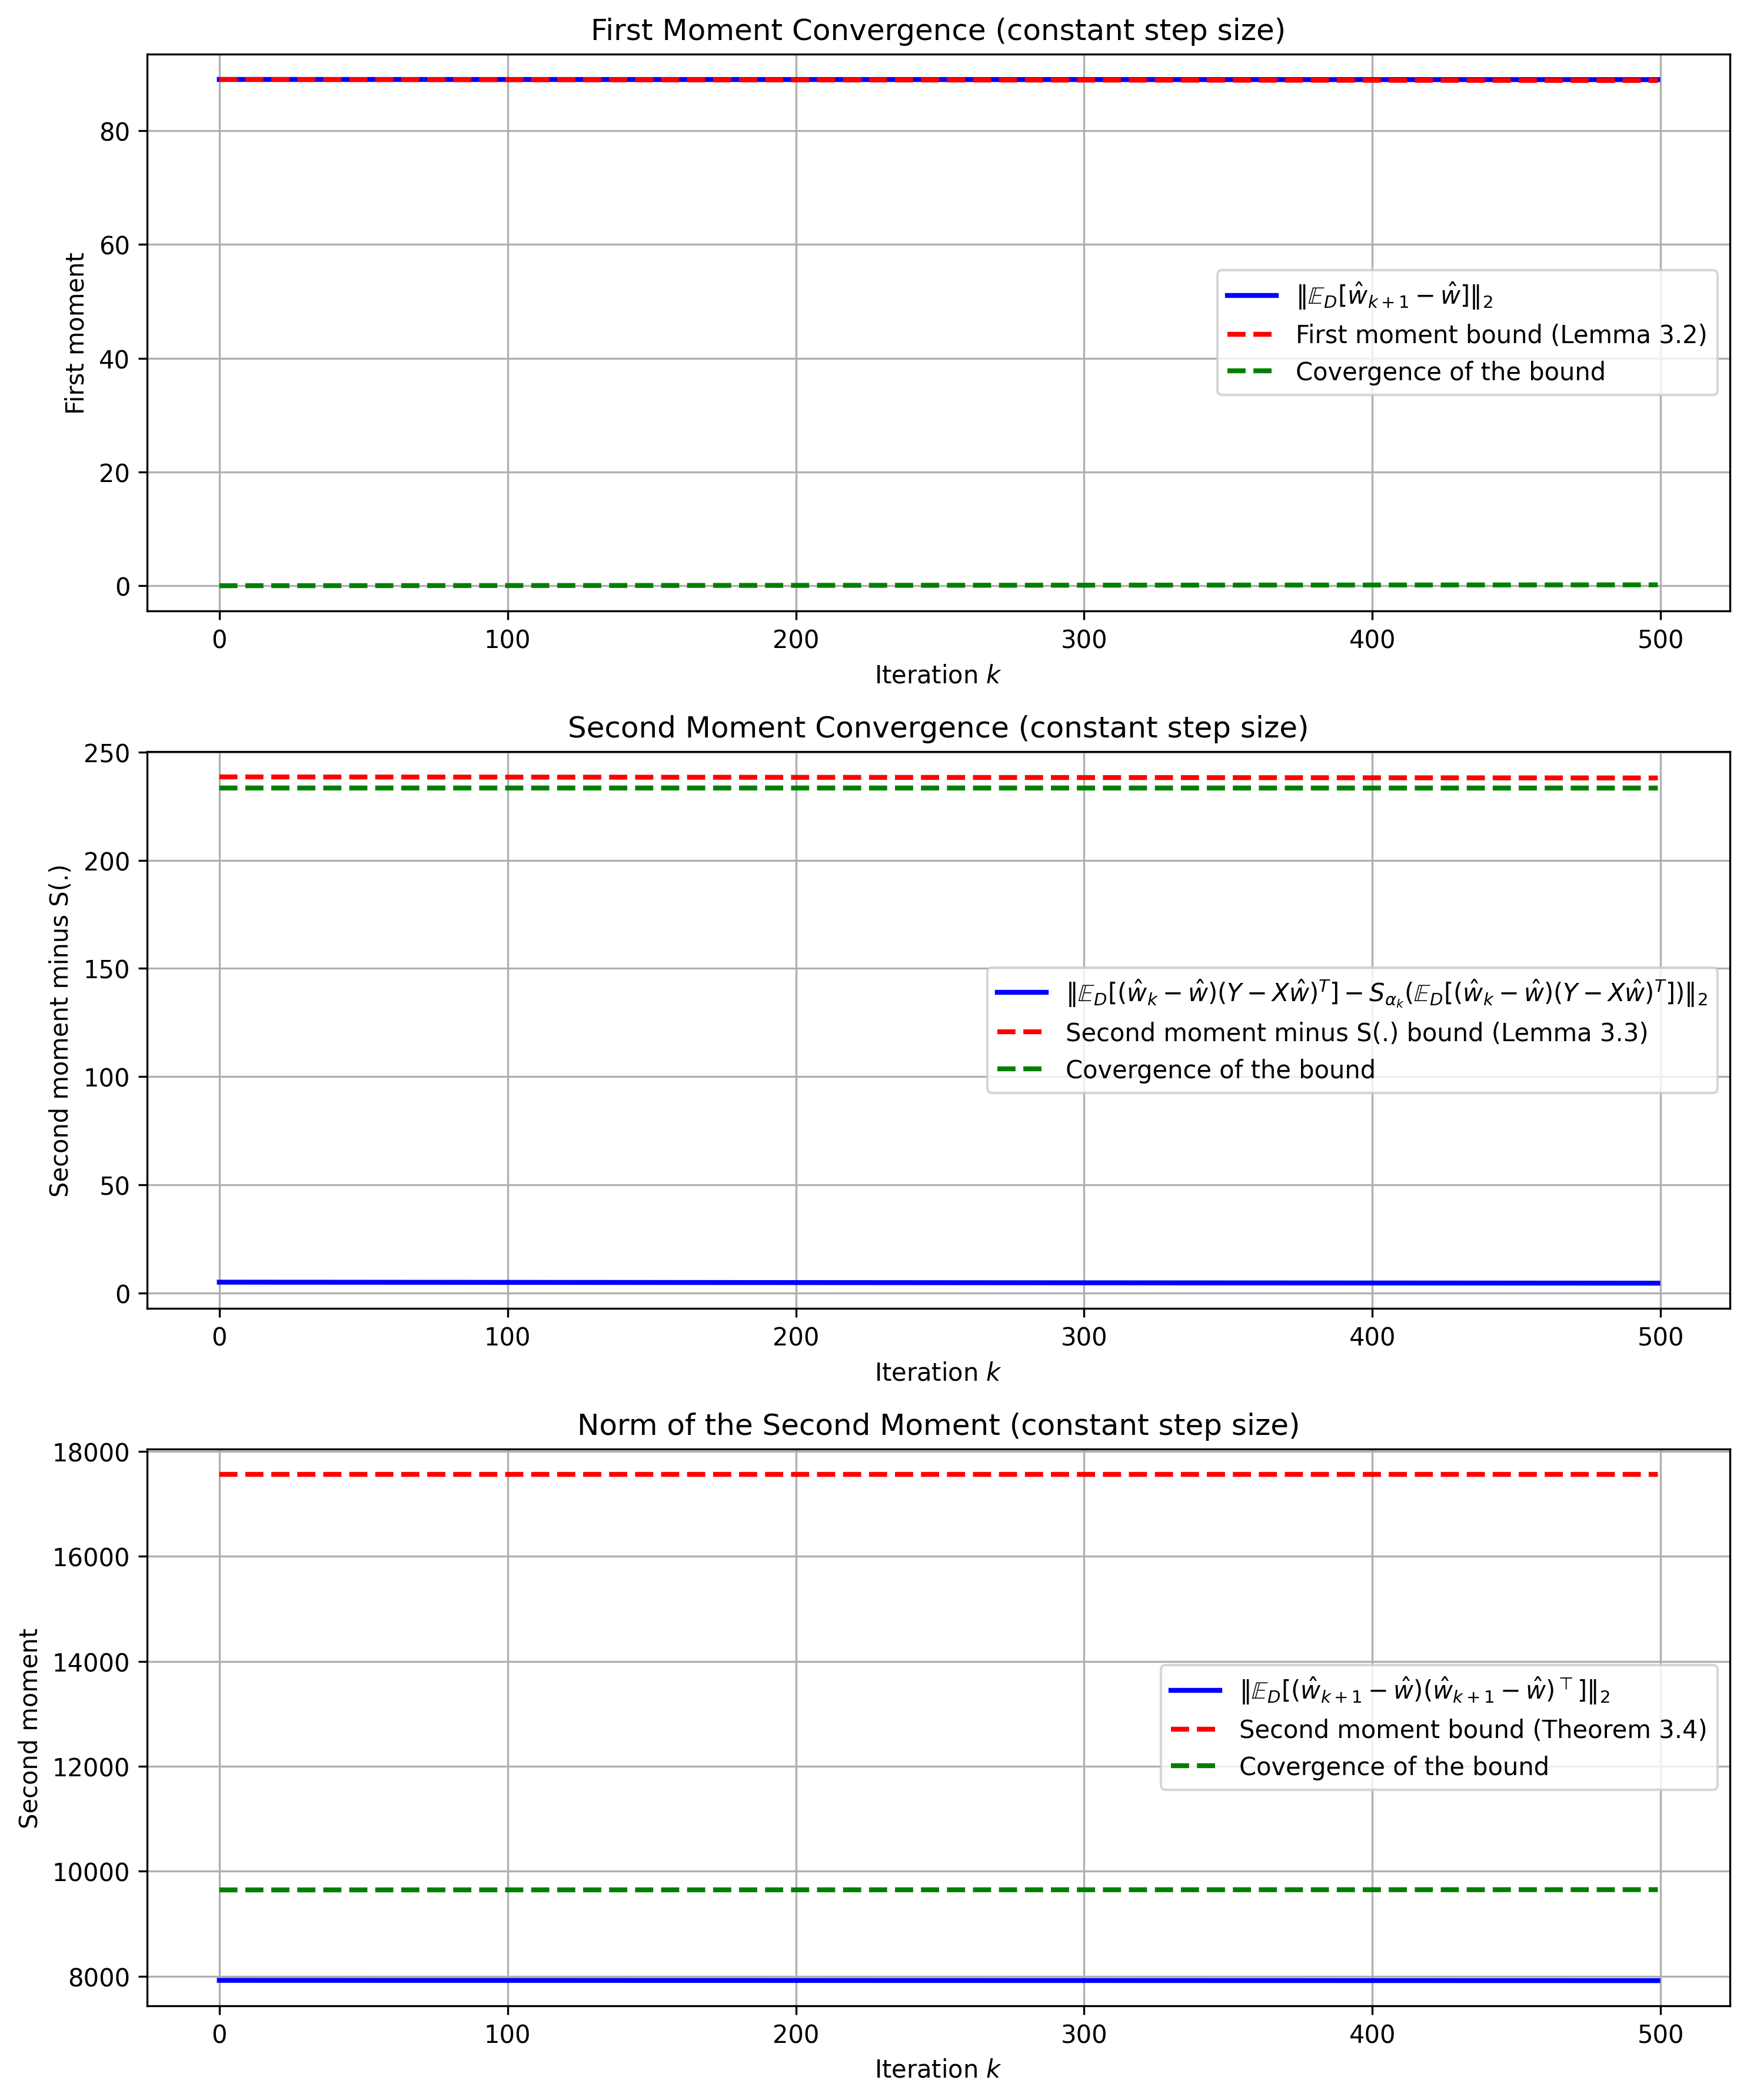 First Moment Convergence (constant step size)
80
60
40
20
0
First moment
‖𝔼_D[ŵ_{k+1} − ŵ]‖₂
First moment bound (Lemma 3.2)
Covergence of the bound
0 100 200 300 400 500
Iteration k
Second Moment Convergence (constant step size)
250
200
150
100
50
0
Second moment minus S(.)
‖𝔼_D[(ŵ_k − ŵ)(Y − Xŵ)^T] − S_{α_k}(𝔼_D[(ŵ_k − ŵ)(Y − Xŵ)^T])‖₂
Second moment minus S(.) bound (Lemma 3.3)
Covergence of the bound
0 100 200 300 400 500
Iteration k
Norm of the Second Moment (constant step size)
18000
16000
14000
12000
10000
8000
Second moment
‖𝔼_D[(ŵ_{k+1} − ŵ)(ŵ_{k+1} − ŵ)^⊤]‖₂
Second moment bound (Theorem 3.4)
Covergence of the bound
0 100 200 300 400 500
Iteration k